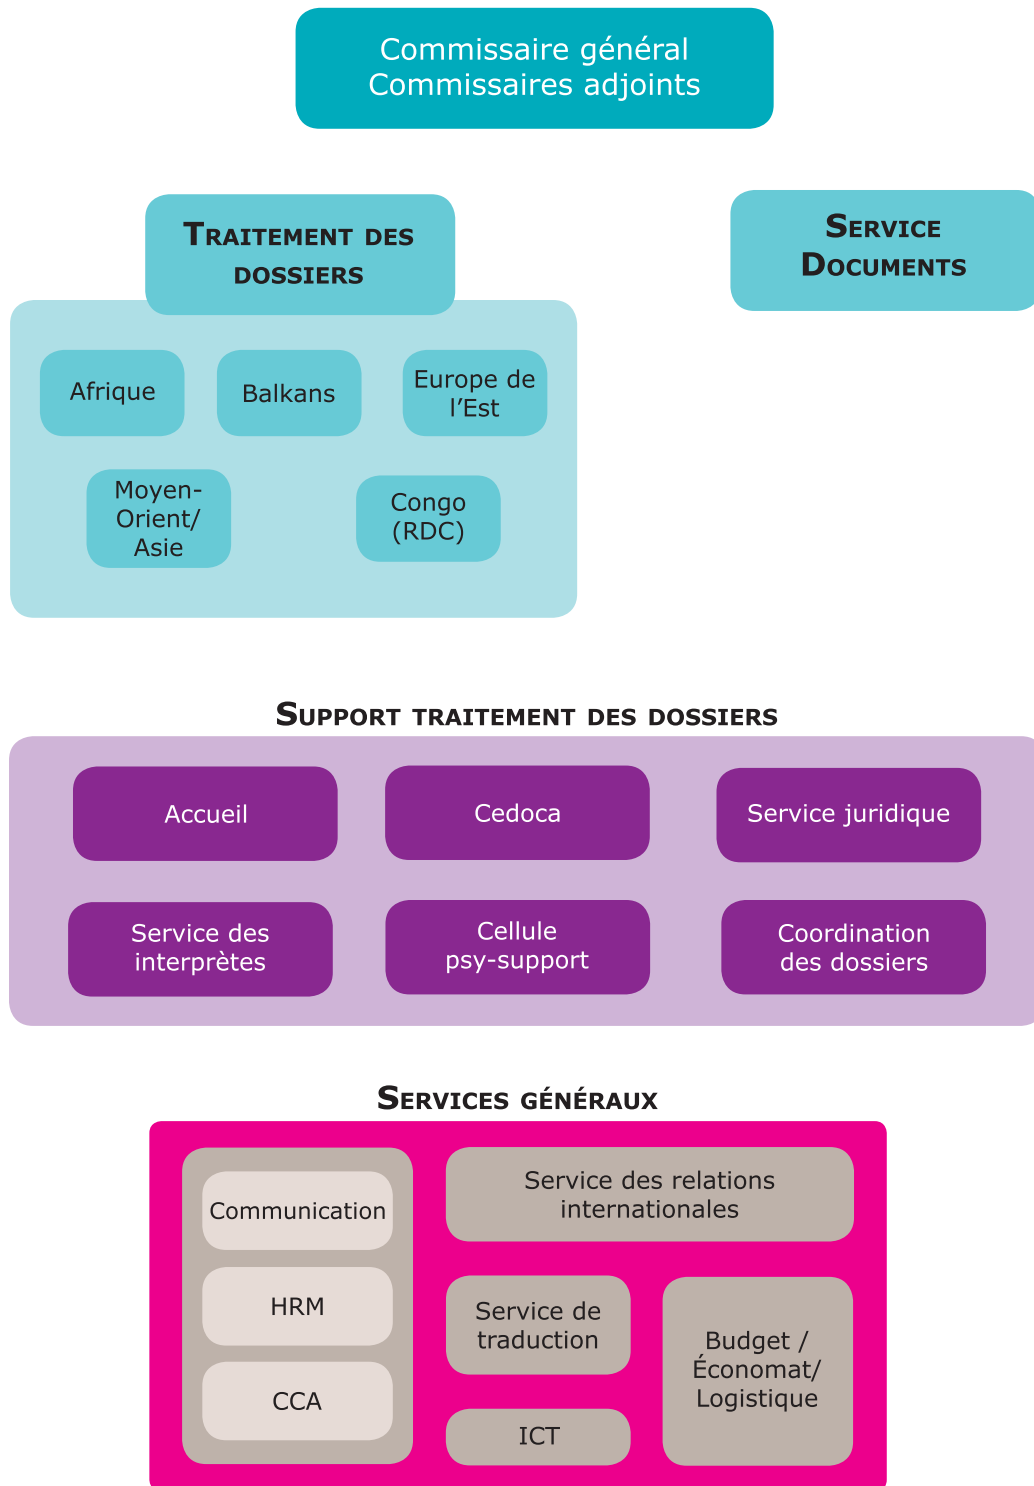 Commissaire général
Commissaires adjoints
Traitement des
dossiers
Service
Documents
Afrique
Balkans
Europe de
l’Est
Moyen-
Orient/
Asie
Congo
(RDC)
Support traitement des dossiers
Accueil
Cedoca
Service juridique
Service des
interprètes
Cellule
psy-support
Coordination
des dossiers
Services généraux
Communication
HRM
CCA
Service des relations
internationales
Service de
traduction
ICT
Budget /
Économat/
Logistique